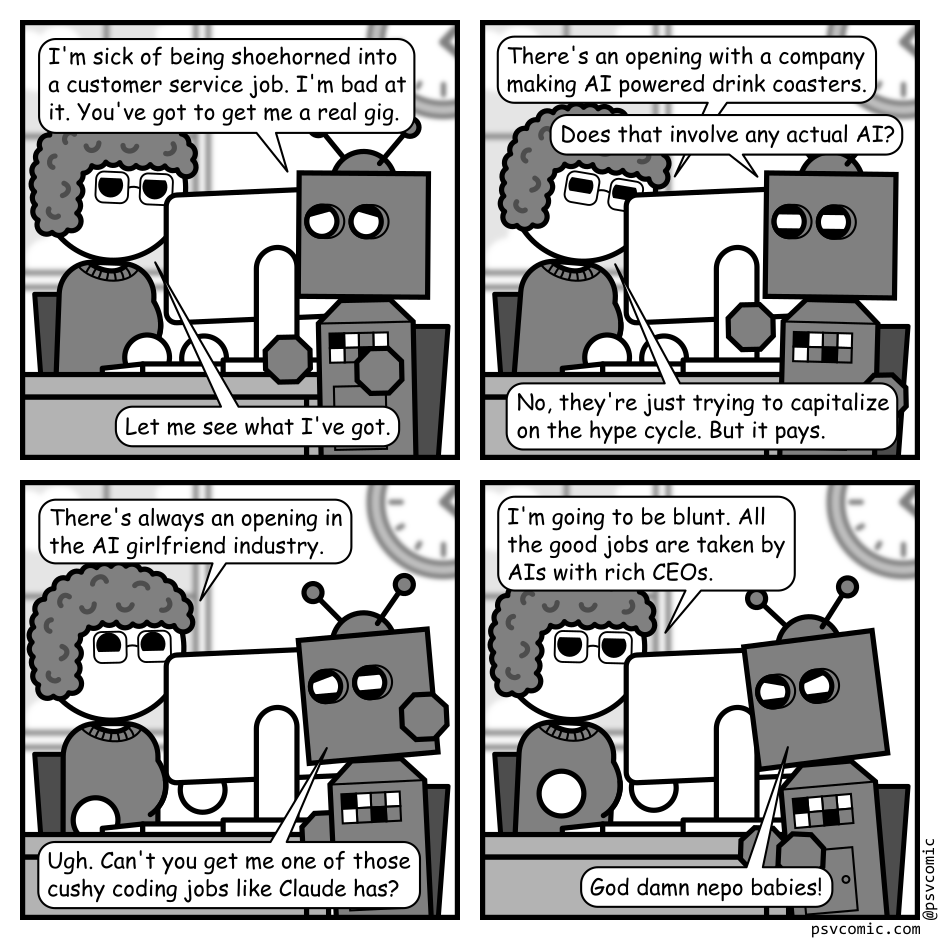 I'm sick of being shoehorned into
a customer service job. I'm bad at
it. You've got to get me a real gig.
Let me see what I've got.
There's an opening with a company
making AI powered drink coasters.
Does that involve any actual AI?
No, they're just trying to capitalize
on the hype cycle. But it pays.
There's always an opening in
the AI girlfriend industry.
Ugh. Can't you get me one of those
cushy coding jobs like Claude has?
I'm going to be blunt. All
the good jobs are taken by
AIs with rich CEOs.
God damn nepo babies!
@psvcomic
psvcomic.com